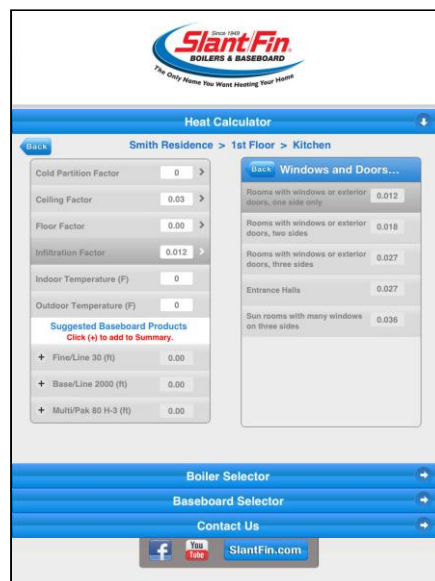 Since 1949
Slant/Fin®
BOILERS & BASEBOARD
The Only Name You Want Heating Your Home
Heat Calculator
Back
Smith Residence > 1st Floor > Kitchen
Cold Partition Factor 0 >
Ceiling Factor 0.03 >
Floor Factor 0.00 >
Infiltration Factor 0.012 >
Indoor Temperature (F) 0
Outdoor Temperature (F) 0
Suggested Baseboard Products
Click (+) to add to Summary.
+ Fine/Line 30 (ft) 0.00
+ Base/Line 2000 (ft) 0.00
+ Multi/Pak 80 H-3 (ft) 0.00
Back Windows and Doors...
Rooms with windows or exterior
doors, one side only 0.012
Rooms with windows or exterior
doors, two sides 0.018
Rooms with windows or exterior
doors, three sides 0.027
Entrance Halls 0.027
Sun rooms with many windows
on three sides 0.036
Boiler Selector
Baseboard Selector
Contact Us
f You Tube SlantFin.com